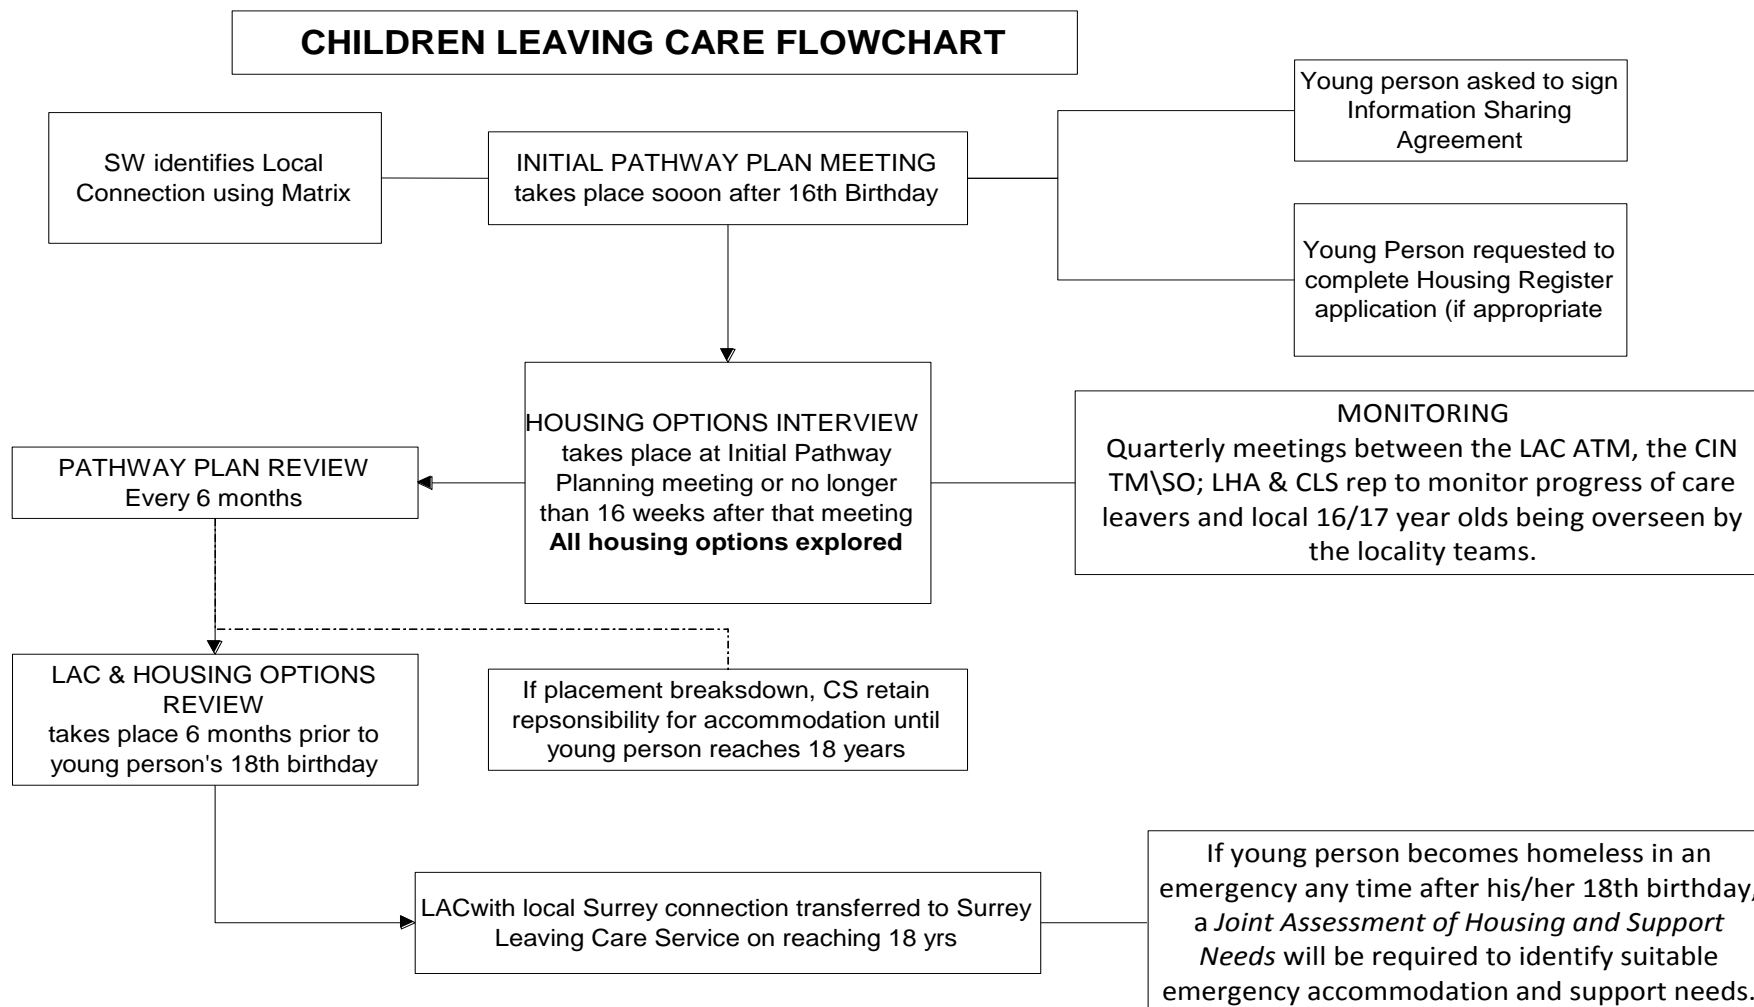 CHILDREN LEAVING CARE FLOWCHART
Young person asked to sign
Information Sharing
Agreement
SW identifies Local
Connection using Matrix
INITIAL PATHWAY PLAN MEETING
takes place sooon after 16th Birthday
Young Person requested to
complete Housing Register
application (if appropriate
HOUSING OPTIONS INTERVIEW
takes place at Initial Pathway
Planning meeting or no longer
than 16 weeks after that meeting
All housing options explored
MONITORING
Quarterly meetings between the LAC ATM, the CIN
TM\SO; LHA & CLS rep to monitor progress of care
leavers and local 16/17 year olds being overseen by
the locality teams.
PATHWAY PLAN REVIEW
Every 6 months
LAC & HOUSING OPTIONS
REVIEW
takes place 6 months prior to
young person's 18th birthday
If placement breaksdown, CS retain
repsonsibility for accommodation until
young person reaches 18 years
LACwith local Surrey connection transferred to Surrey
Leaving Care Service on reaching 18 yrs
If young person becomes homeless in an
emergency any time after his/her 18th birthday,
a Joint Assessment of Housing and Support
Needs will be required to identify suitable
emergency accommodation and support needs.